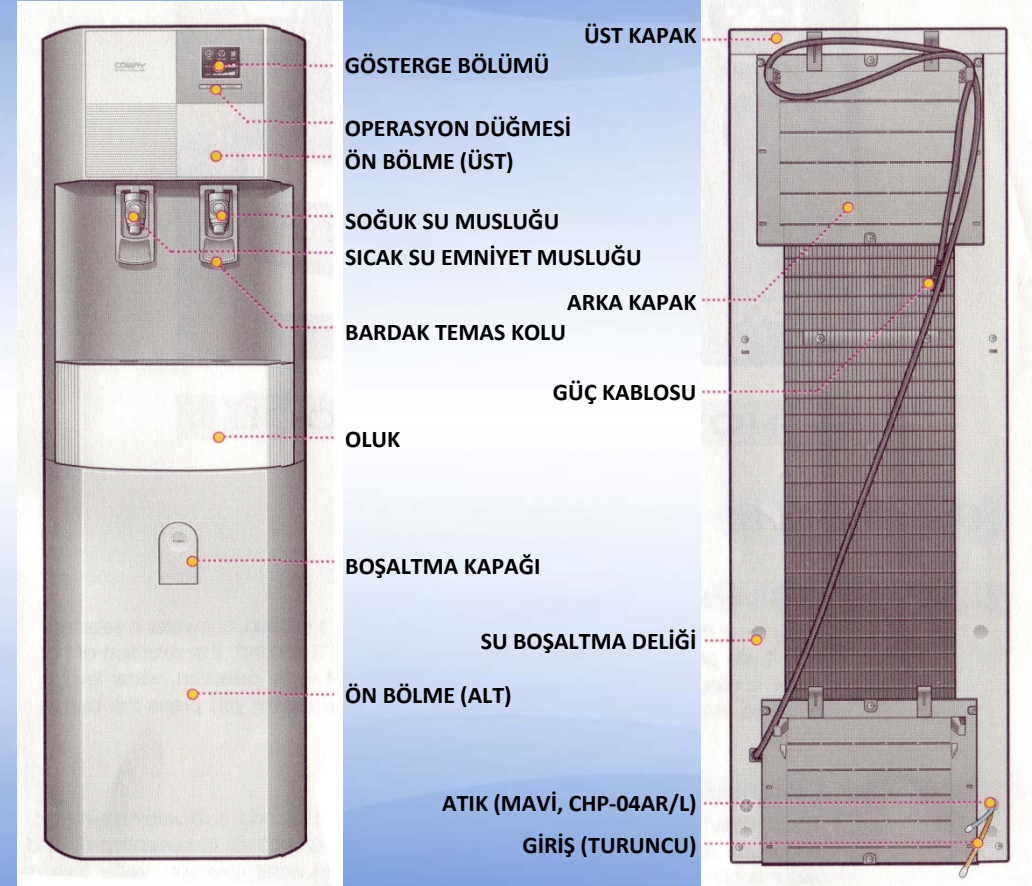 COWAY
GÖSTERGE BÖLÜMÜ
OPERASYON DÜĞMESİ
ÖN BÖLME (ÜST)
SOĞUK SU MUSLUĞU
SICAK SU EMNİYET MUSLUĞU
BARDAK TEMAS KOLU
OLUK
BOŞALTMA KAPAĞI
ÖN BÖLME (ALT)
ÜST KAPAK
ARKA KAPAK
GÜÇ KABLOSU
SU BOŞALTMA DELİĞİ
ATIK (MAVİ, CHP-04AR/L)
GİRİŞ (TURUNCU)